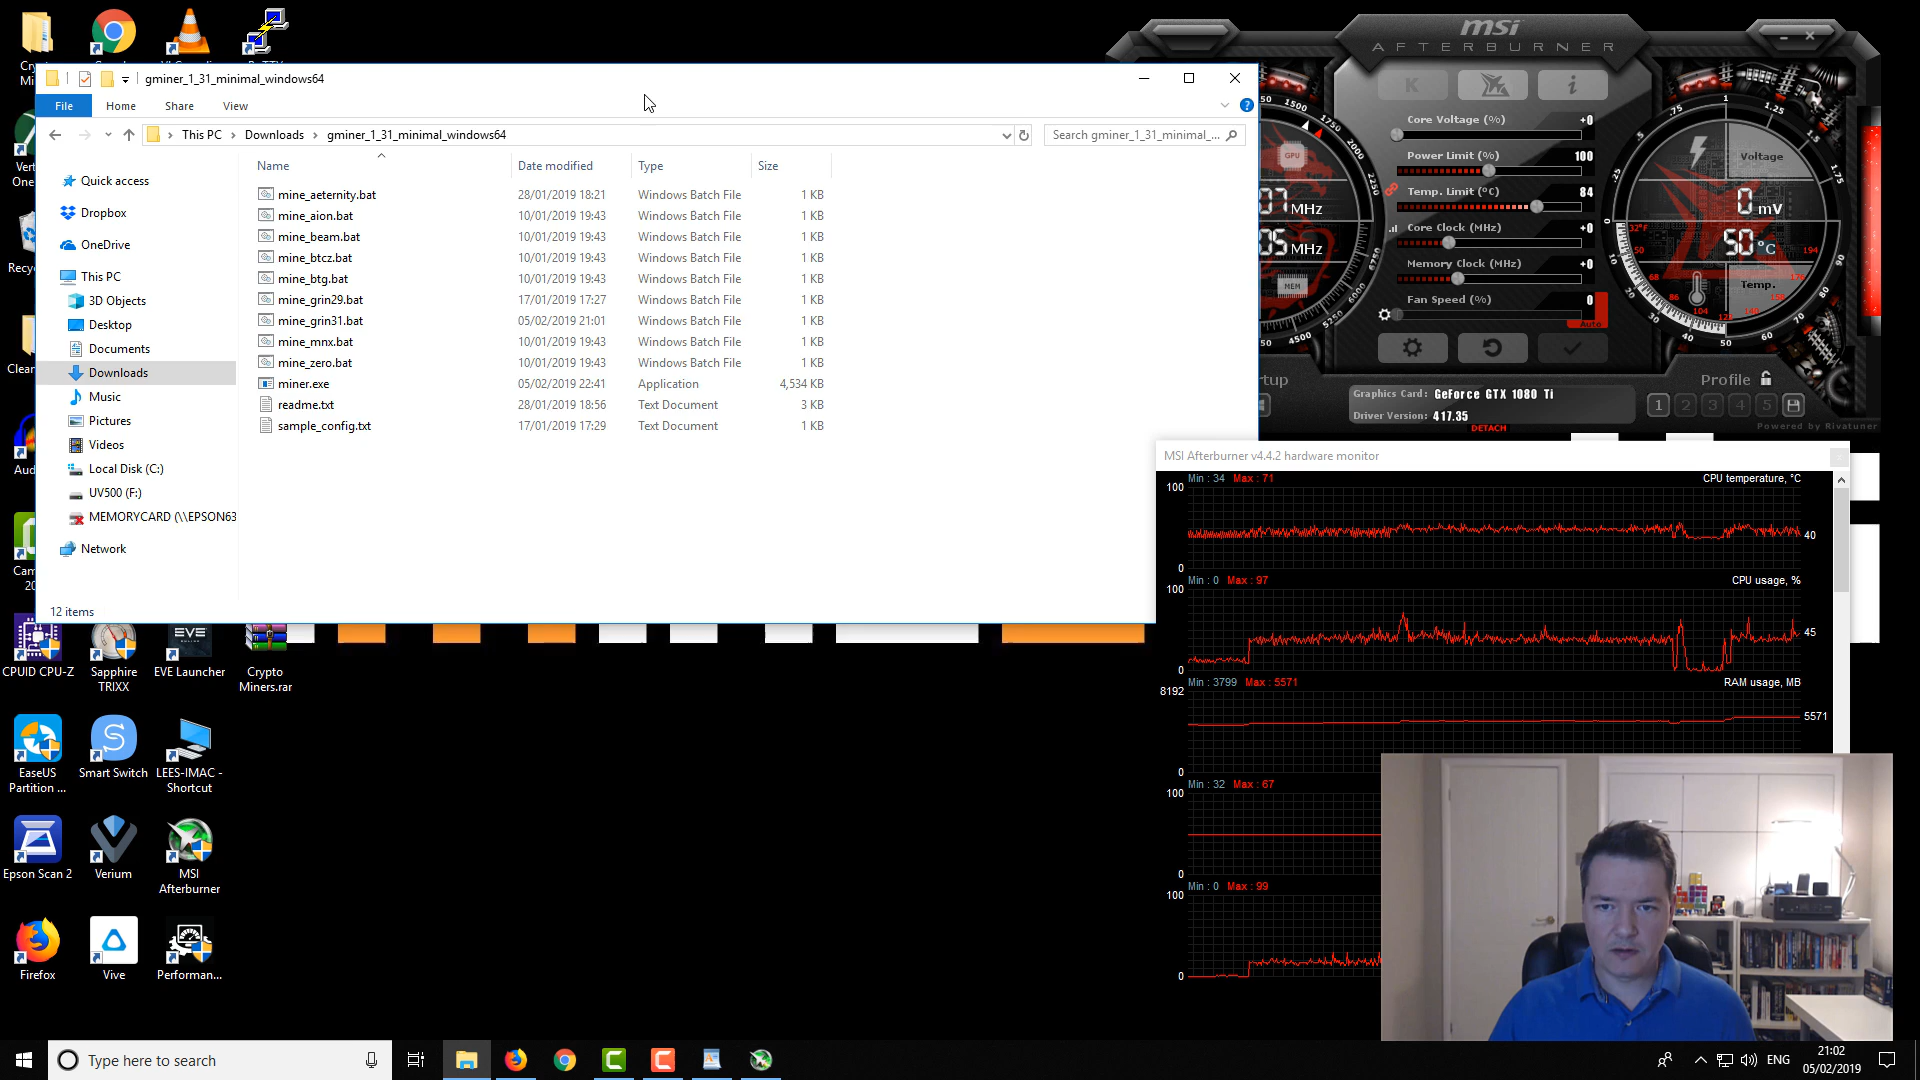 gminer_1_31_minimal_windows64
File Home Share View
This PC Downloads gminer_1_31_minimal_windows64
Search gminer_1_31_minimal_...
Name Date modified Type Size
mine_aeternity.bat 28/01/2019 18:21 Windows Batch File 1 KB
mine_aion.bat 10/01/2019 19:43 Windows Batch File 1 KB
mine_beam.bat 10/01/2019 19:43 Windows Batch File 1 KB
mine_btcz.bat 10/01/2019 19:43 Windows Batch File 1 KB
mine_btg.bat 10/01/2019 19:43 Windows Batch File 1 KB
mine_grin29.bat 17/01/2019 17:27 Windows Batch File 1 KB
mine_grin31.bat 05/02/2019 21:01 Windows Batch File 1 KB
mine_mnx.bat 10/01/2019 19:43 Windows Batch File 1 KB
mine_zero.bat 10/01/2019 19:43 Windows Batch File 1 KB
miner.exe 05/02/2019 22:41 Application 4,534 KB
readme.txt 28/01/2019 18:56 Text Document 3 KB
sample_config.txt 17/01/2019 17:29 Text Document 1 KB
Quick access
Dropbox
OneDrive
This PC
3D Objects
Desktop
Documents
Downloads
Music
Pictures
Videos
Local Disk (C:)
UV500 (F:)
MEMORYCARD (\\EPSON63
Network
12 items
msi
AFTERBURNER
K i
Core Voltage (%) +0
Power Limit (%) 100
Temp. Limit (°C) 84
Core Clock (MHz) +0
Memory Clock (MHz) +0
Fan Speed (%) 0
Auto
GPU
MHz
MHz
MEM
Voltage
0 mV
50 °C
Temp.
Graphics Card: GeForce GTX 1080 Ti
Driver Version: 417.35
DETACH
Profile
1 2 3 4 5
Powered by Rivatuner
MSI Afterburner v4.4.2 hardware monitor
Min : 34 Max : 71 CPU temperature, °C
100
40
0
Min : 0 Max : 97 CPU usage, %
100
45
0
Min : 3799 Max : 5571 RAM usage, MB
8192
5571
0
Min : 32 Max : 67
100
0
Min : 0 Max : 99
100
0
CPUID CPU-Z
Sapphire TRIXX
EVE Launcher
Crypto Miners.rar
EaseUS Partition ...
Smart Switch
LEES-IMAC - Shortcut
Epson Scan 2
Verium
MSI Afterburner
Firefox
Vive
Performan...
Type here to search
ENG
21:02
05/02/2019